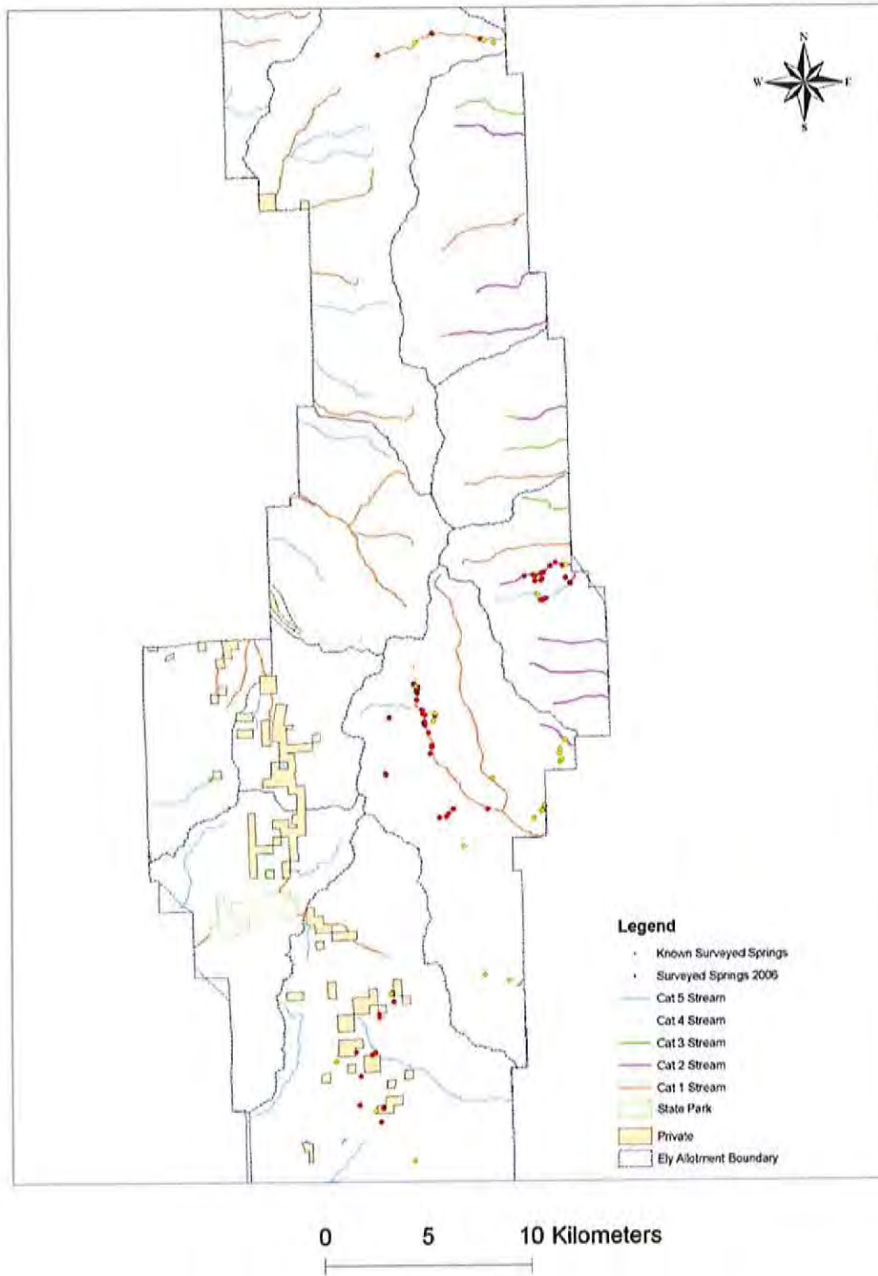 N
W E
S
Legend
Known Surveyed Springs
Surveyed Springs 2006
Cat 5 Stream
Cat 4 Stream
Cat 3 Stream
Cat 2 Stream
Cat 1 Stream
State Park
Private
Ely Allotment Boundary
0 5 10 Kilometers